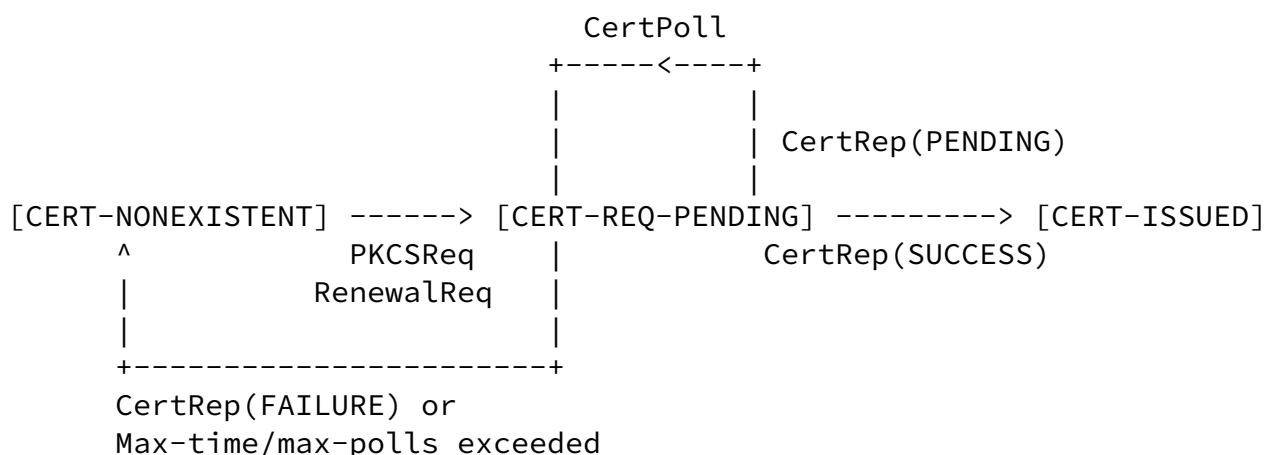 CertPoll
+-----<----+
|          |
|          | CertRep(PENDING)
|          |
[CERT-NONEXISTENT] ------> [CERT-REQ-PENDING] ---------> [CERT-ISSUED]
^            PKCSReq    |           CertRep(SUCCESS)
|          RenewalReq   |
|                       |
+-----------------------+
CertRep(FAILURE) or
Max-time/max-polls exceeded